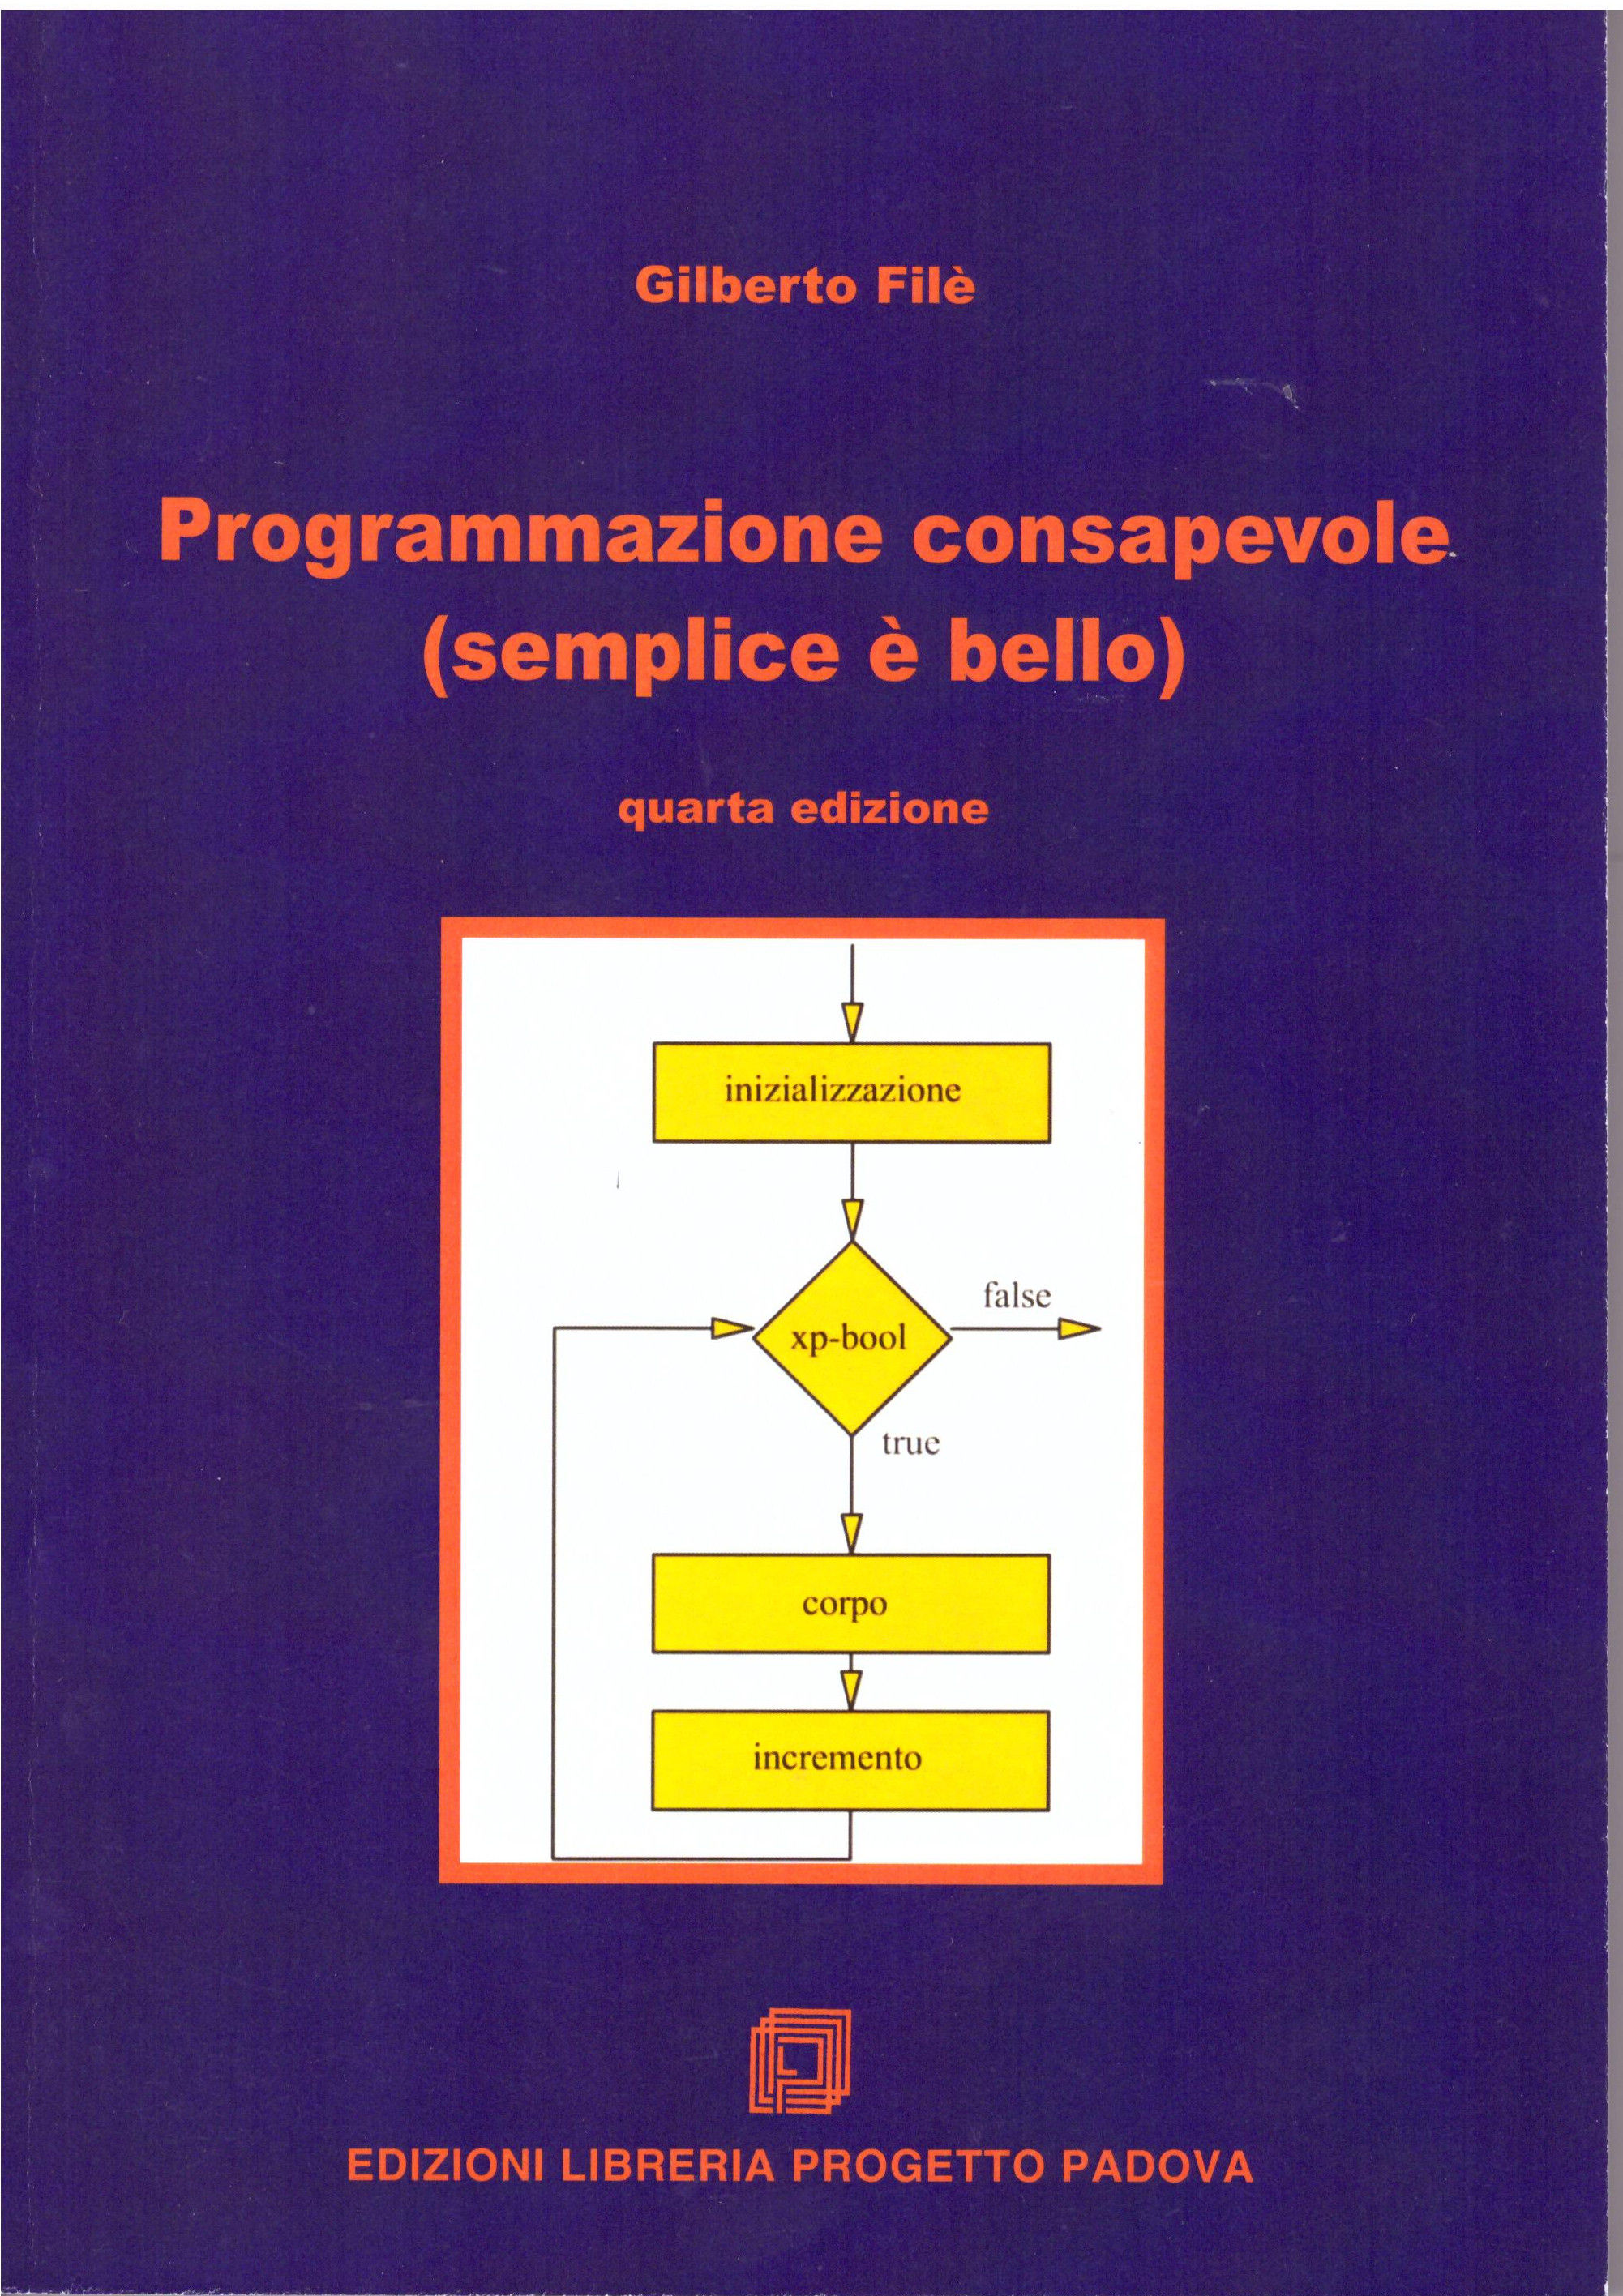 Gilberto Filè
Programmazione consapevole
(semplice è bello)
quarta edizione
inizializzazione
false
xp-bool
true
corpo
incremento
EDIZIONI LIBRERIA PROGETTO PADOVA